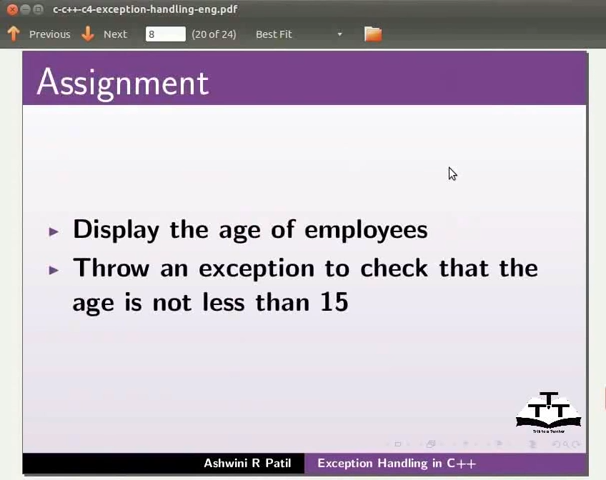 c-c++-c4-exception-handling-eng.pdf
Previous Next 8 (20 of 24) Best Fit
Assignment
Display the age of employees
Throw an exception to check that the
age is not less than 15
Ashwini R Patil Exception Handling in C++